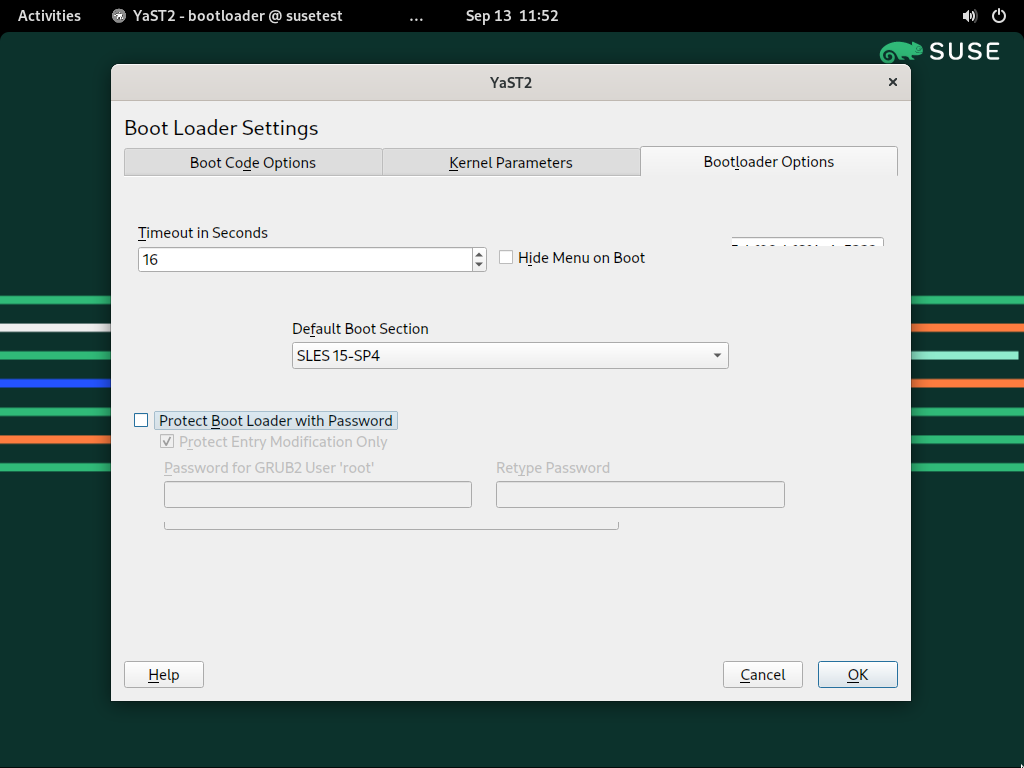 Activities
YaST2 - bootloader @ susetest
...
Sep 13 11:52
SUSE
YaST2
Boot Loader Settings
Boot Code Options
Kernel Parameters
Bootloader Options
Timeout in Seconds
16
Hide Menu on Boot
Default Boot Section
SLES 15-SP4
Protect Boot Loader with Password
Protect Entry Modification Only
Password for GRUB2 User 'root'
Retype Password
Help
Cancel
OK